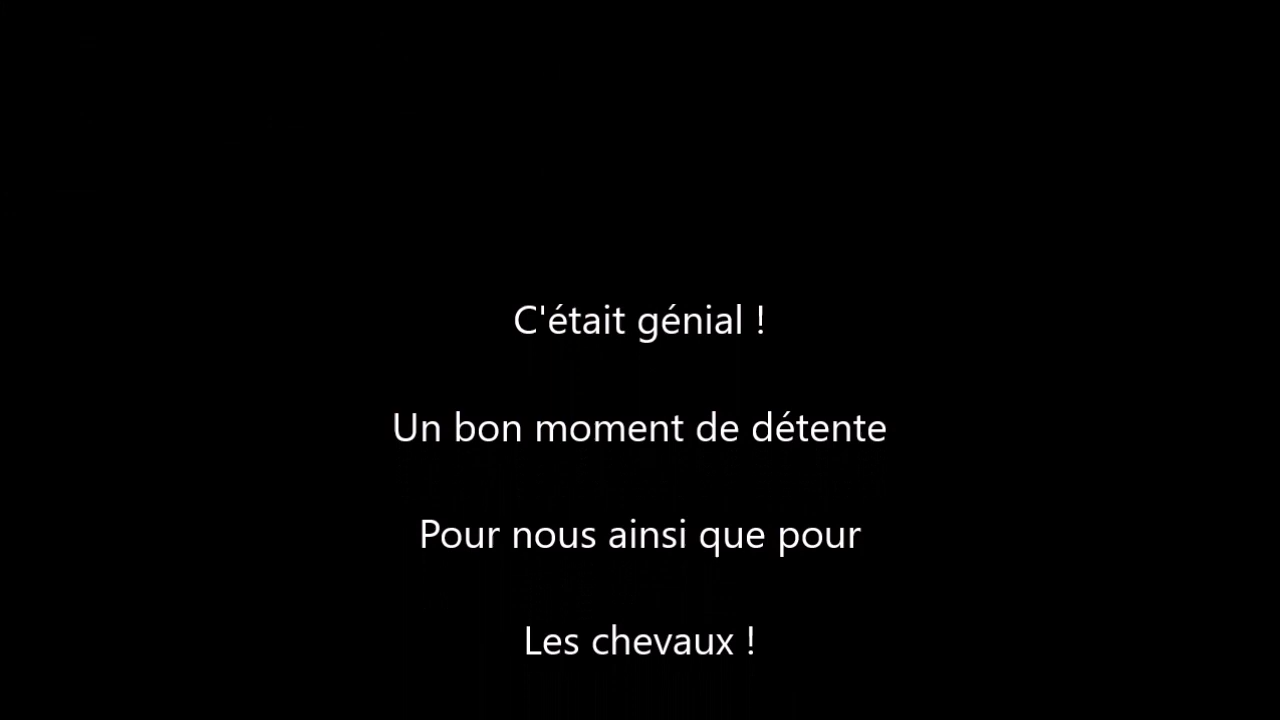 C'était génial !
Un bon moment de détente
Pour nous ainsi que pour
Les chevaux !